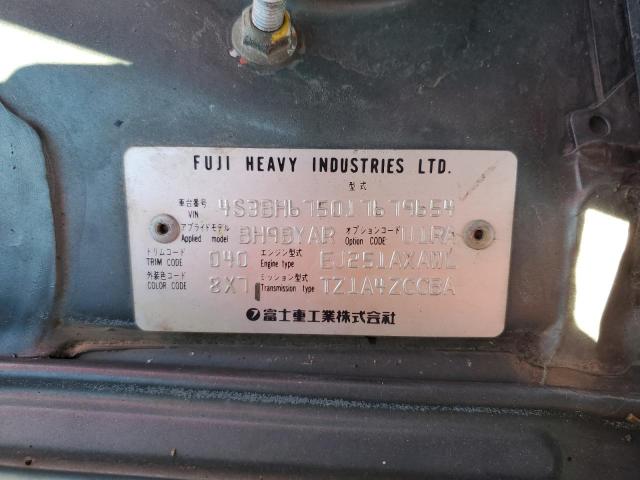 FUJI HEAVY INDUSTRIES LTD.
型式
車台番号 VIN 4S3BH675017679654
アプライドモデル Applied model BH9BYAR オプションコード Option CODE U1RA
トリムコード TRIM CODE 040 エンジン型式 Engine type EJ251AXAWL
外装色コード COLOR CODE 8X7 ミッション型式 Transmission type TZ1A4ZCCBA
富士重工業株式会社